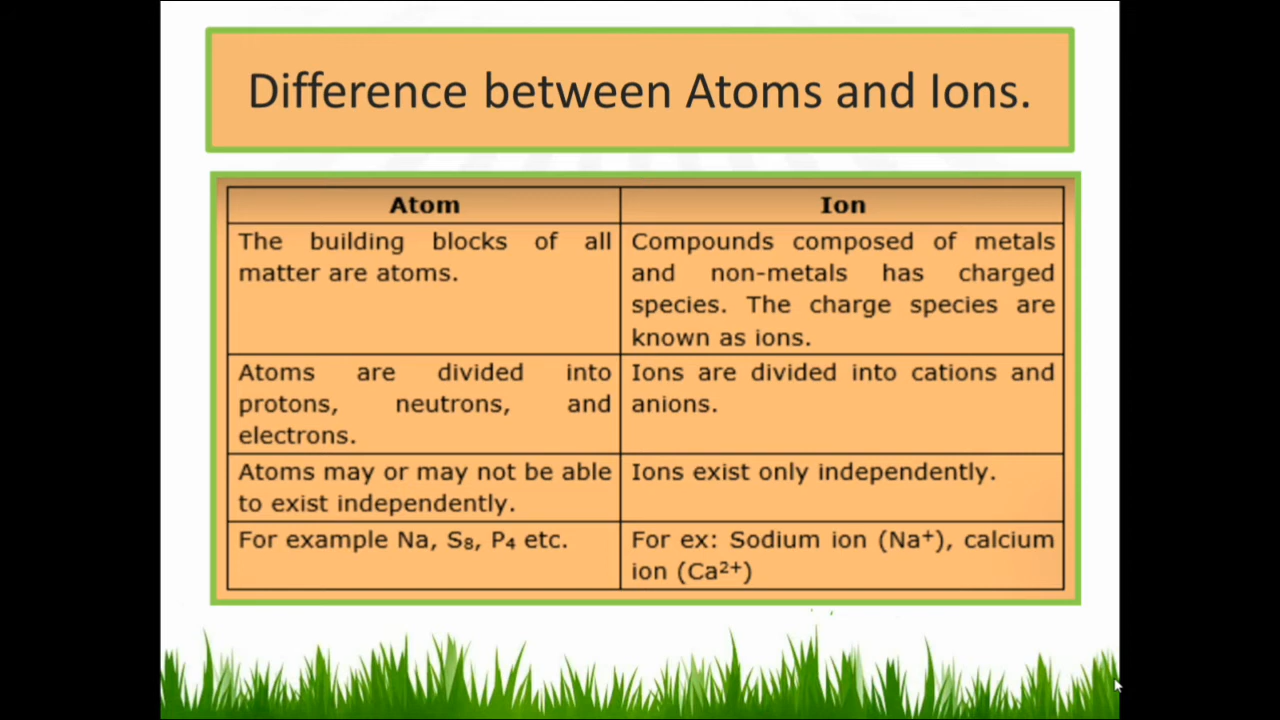 Difference between Atoms and Ions.
Atom
Ion
The building blocks of all
matter are atoms.
Compounds composed of metals
and non-metals has charged
species. The charge species are
known as ions.
Atoms are divided into
protons, neutrons, and
electrons.
Ions are divided into cations and
anions.
Atoms may or may not be able
to exist independently.
Ions exist only independently.
For example Na, S₈, P₄ etc.
For ex: Sodium ion (Na⁺), calcium
ion (Ca²⁺)